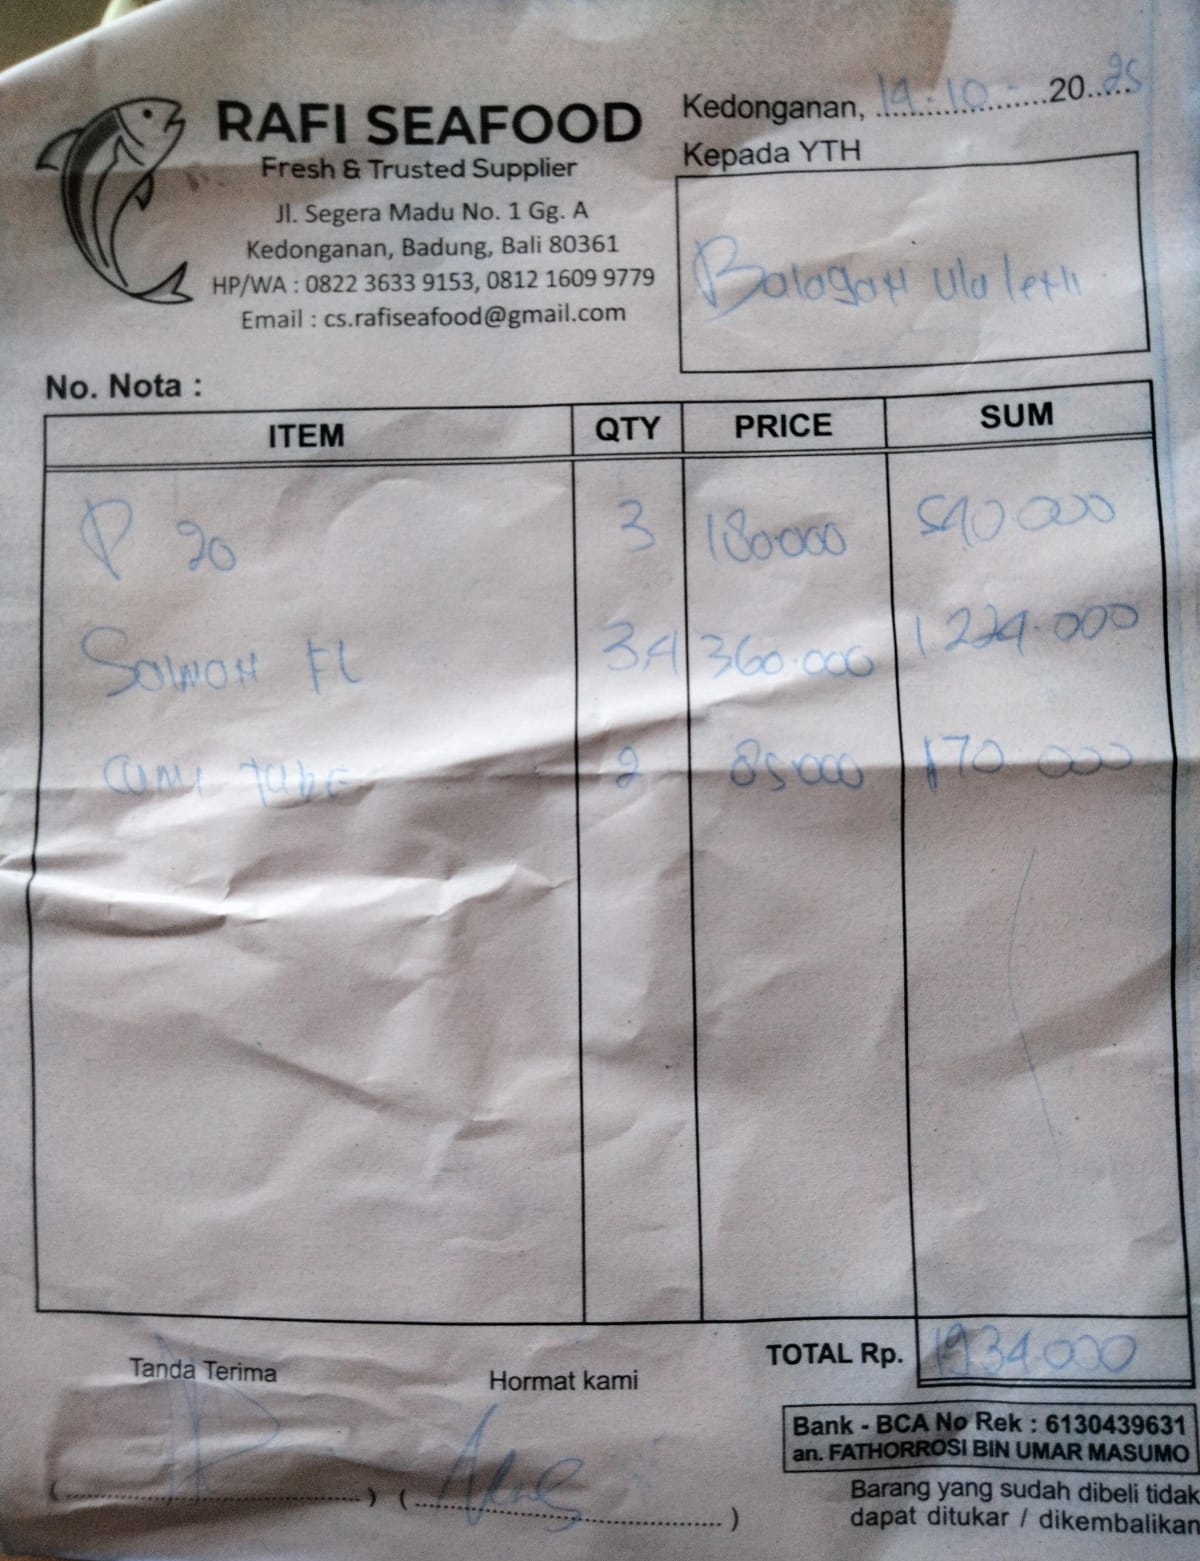 RAFI SEAFOOD
Fresh & Trusted Supplier
Jl. Segera Madu No. 1 Gg. A
Kedonganan, Badung, Bali 80361
HP/WA : 0822 3633 9153, 0812 1609 9779
Email : cs.rafiseafood@gmail.com
Kedonganan, 14-10-2025
Kepada YTH
No. Nota :
ITEM QTY PRICE SUM
P 20 3 180.000 540 000
Salmon FL 3.4 360.000 1.224.000
Cumi tube 2 85.000 170.000
TOTAL Rp. 1934.000
Tanda Terima
Hormat kami
Bank - BCA No Rek : 6130439631
an. FATHORROSI BIN UMAR MASUMO
Barang yang sudah dibeli tidak
dapat ditukar / dikembalikan